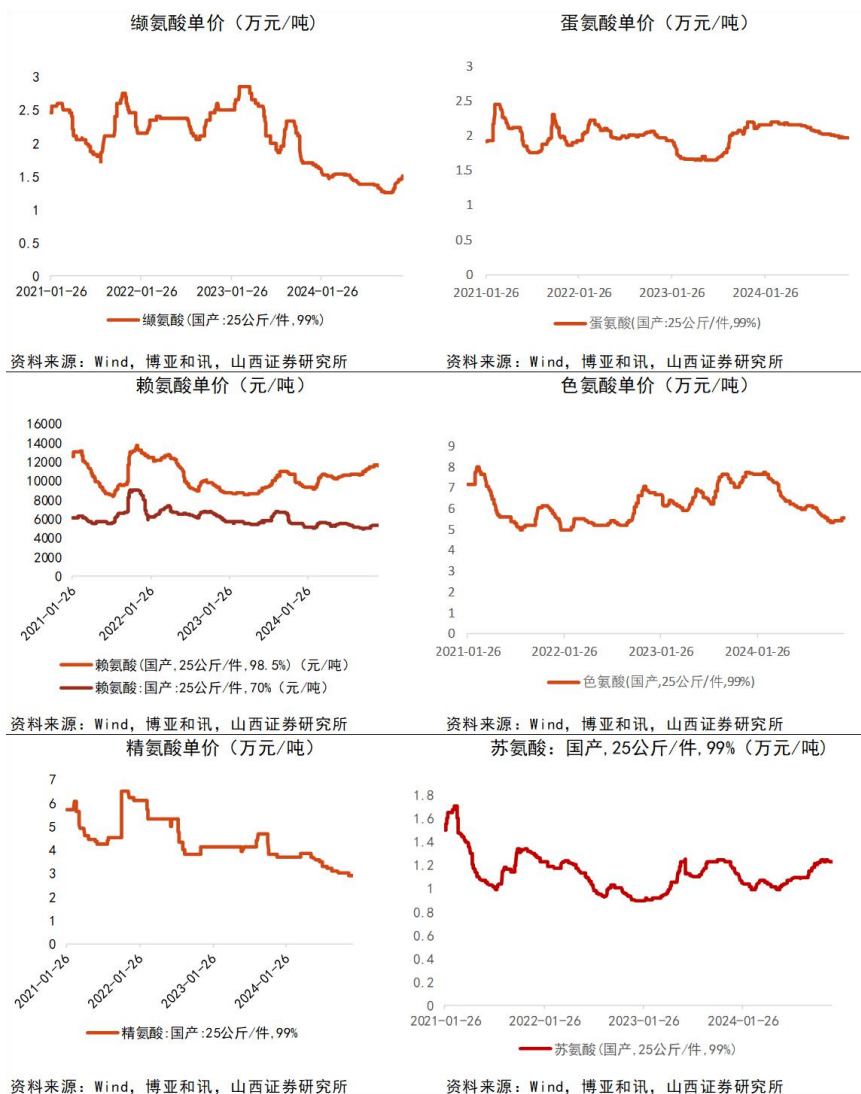 缬氨酸单价（万元/吨）
3
2.5
2
1.5
1
0.5
0
2021-01-26 2022-01-26 2023-01-26 2024-01-26
缬氨酸(国产:25公斤/件,99%)
资料来源：Wind，博亚和讯，山西证券研究所
蛋氨酸单价（万元/吨）
3
2.5
2
1.5
1
0.5
0
2021-01-26 2022-01-26 2023-01-26 2024-01-26
蛋氨酸(国产:25公斤/件,99%)
资料来源：Wind，博亚和讯，山西证券研究所
赖氨酸单价（元/吨）
16000
14000
12000
10000
8000
6000
4000
2000
0
2021-01-26 2022-01-26 2023-01-26 2024-01-26
赖氨酸(国产,25公斤/件,98.5%)（元/吨）
赖氨酸:国产:25公斤/件,70%（元/吨）
资料来源：Wind，博亚和讯，山西证券研究所
色氨酸单价（万元/吨）
9
8
7
6
5
4
3
2
1
0
2021-01-26 2022-01-26 2023-01-26 2024-01-26
色氨酸(国产,25公斤/件,99%)
资料来源：Wind，博亚和讯，山西证券研究所
精氨酸单价（万元/吨）
7
6
5
4
3
2
1
0
2021-01-26 2022-01-26 2023-01-26 2024-01-26
精氨酸:国产:25公斤/件,99%
资料来源：Wind，博亚和讯，山西证券研究所
苏氨酸：国产,25公斤/件,99%（万元/吨)
1.8
1.6
1.4
1.2
1
0.8
0.6
0.4
0.2
0
2021-01-26 2022-01-26 2023-01-26 2024-01-26
苏氨酸(国产,25公斤/件,99%)
资料来源：Wind，博亚和讯，山西证券研究所